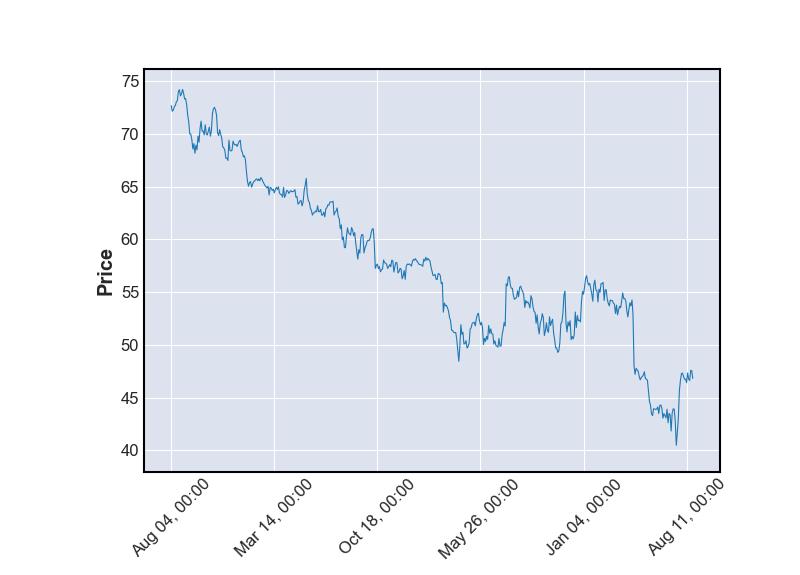 75
70
65
60
55
50
45
40
Price
Aug 04, 00:00
Mar 14, 00:00
Oct 18, 00:00
May 26, 00:00
Jan 04, 00:00
Aug 11, 00:00